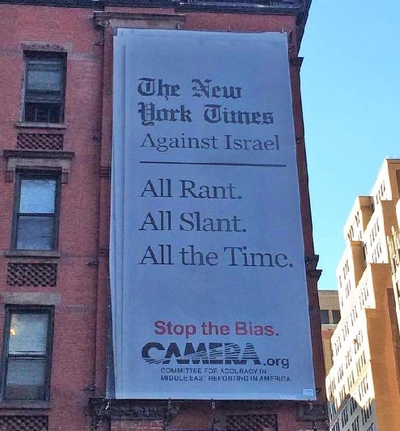 The New
York Times
Against Israel
All Rant.
All Slant.
All the Time.
Stop the Bias.
CAMERA.org
COMMITTEE FOR ACCURACY IN
MIDDLE EAST REPORTING IN AMERICA